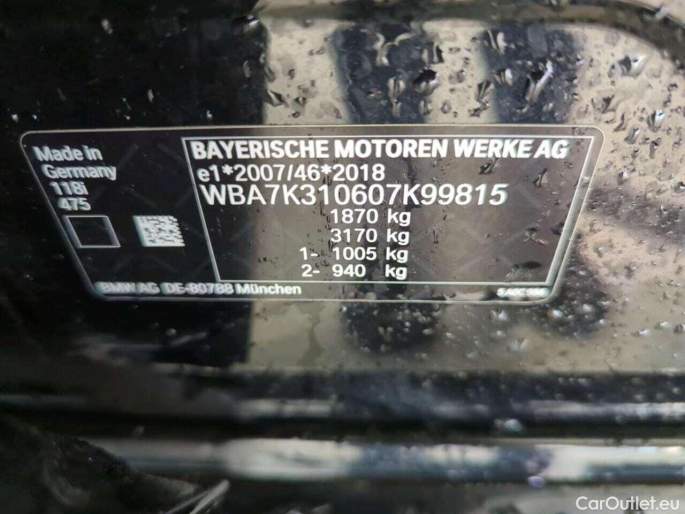 Made in
Germany
118i
475
BAYERISCHE MOTOREN WERKE AG
e1*2007/46*2018
WBA7K310607K99815
1870 kg
3170 kg
1- 1005 kg
2- 940 kg
BMW AG DE-80788 München
CarOutlet.eu